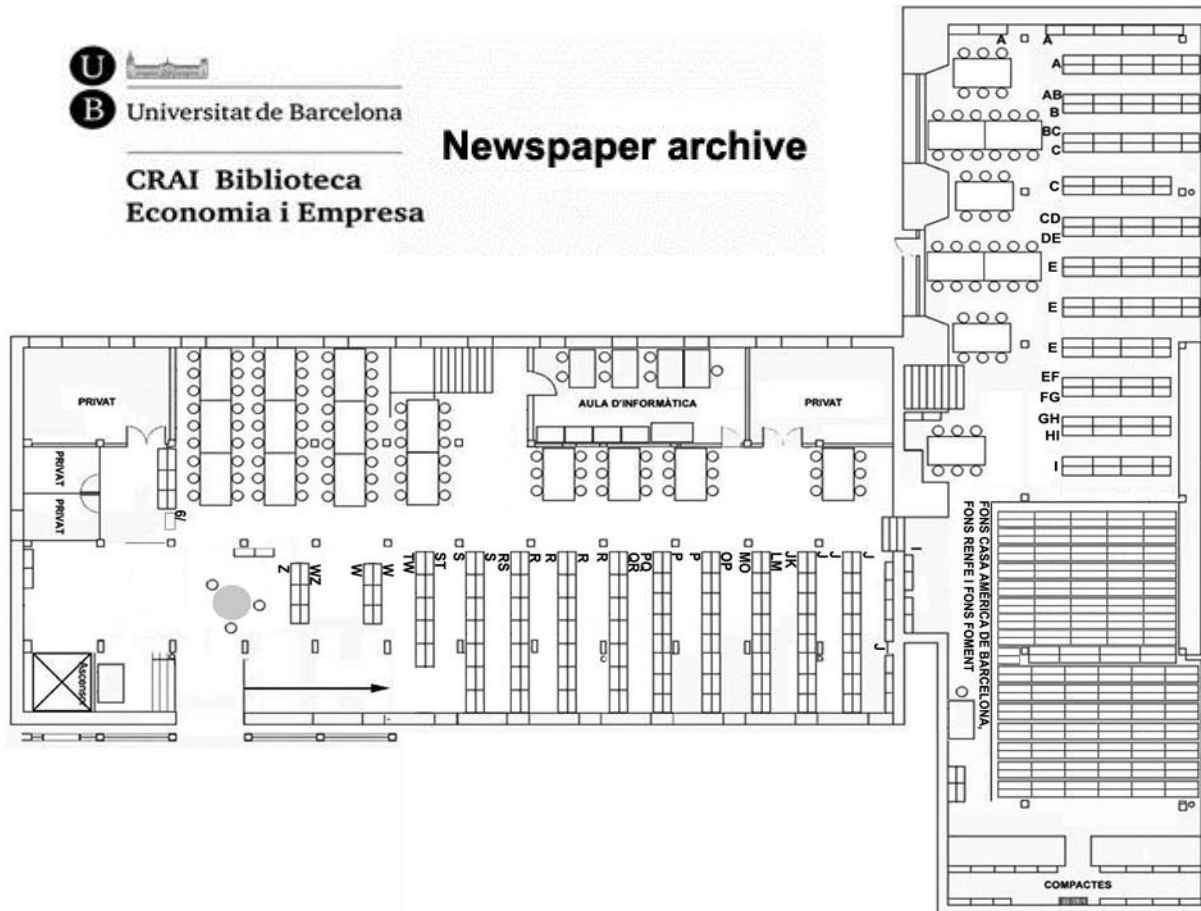 U
B
Universitat de Barcelona
CRAI Biblioteca
Economia i Empresa
Newspaper archive
A
A
A
AB
B
BC
C
C
CD
DE
E
E
E
EF
FG
GH
HI
I
PRIVAT
AULA D'INFORMÀTICA
PRIVAT
PRIVAT
PRIVAT
6/
Z
WZ
W
W
TW
ST
S
S
RS
R
R
R
QR
PQ
P
P
OP
MO
LM
JK
J
J
J
I
J
FONS CASA AMÈRICA DE BARCELONA,
FONS RENFE I FONS FOMENT
Ascensor
COMPACTES